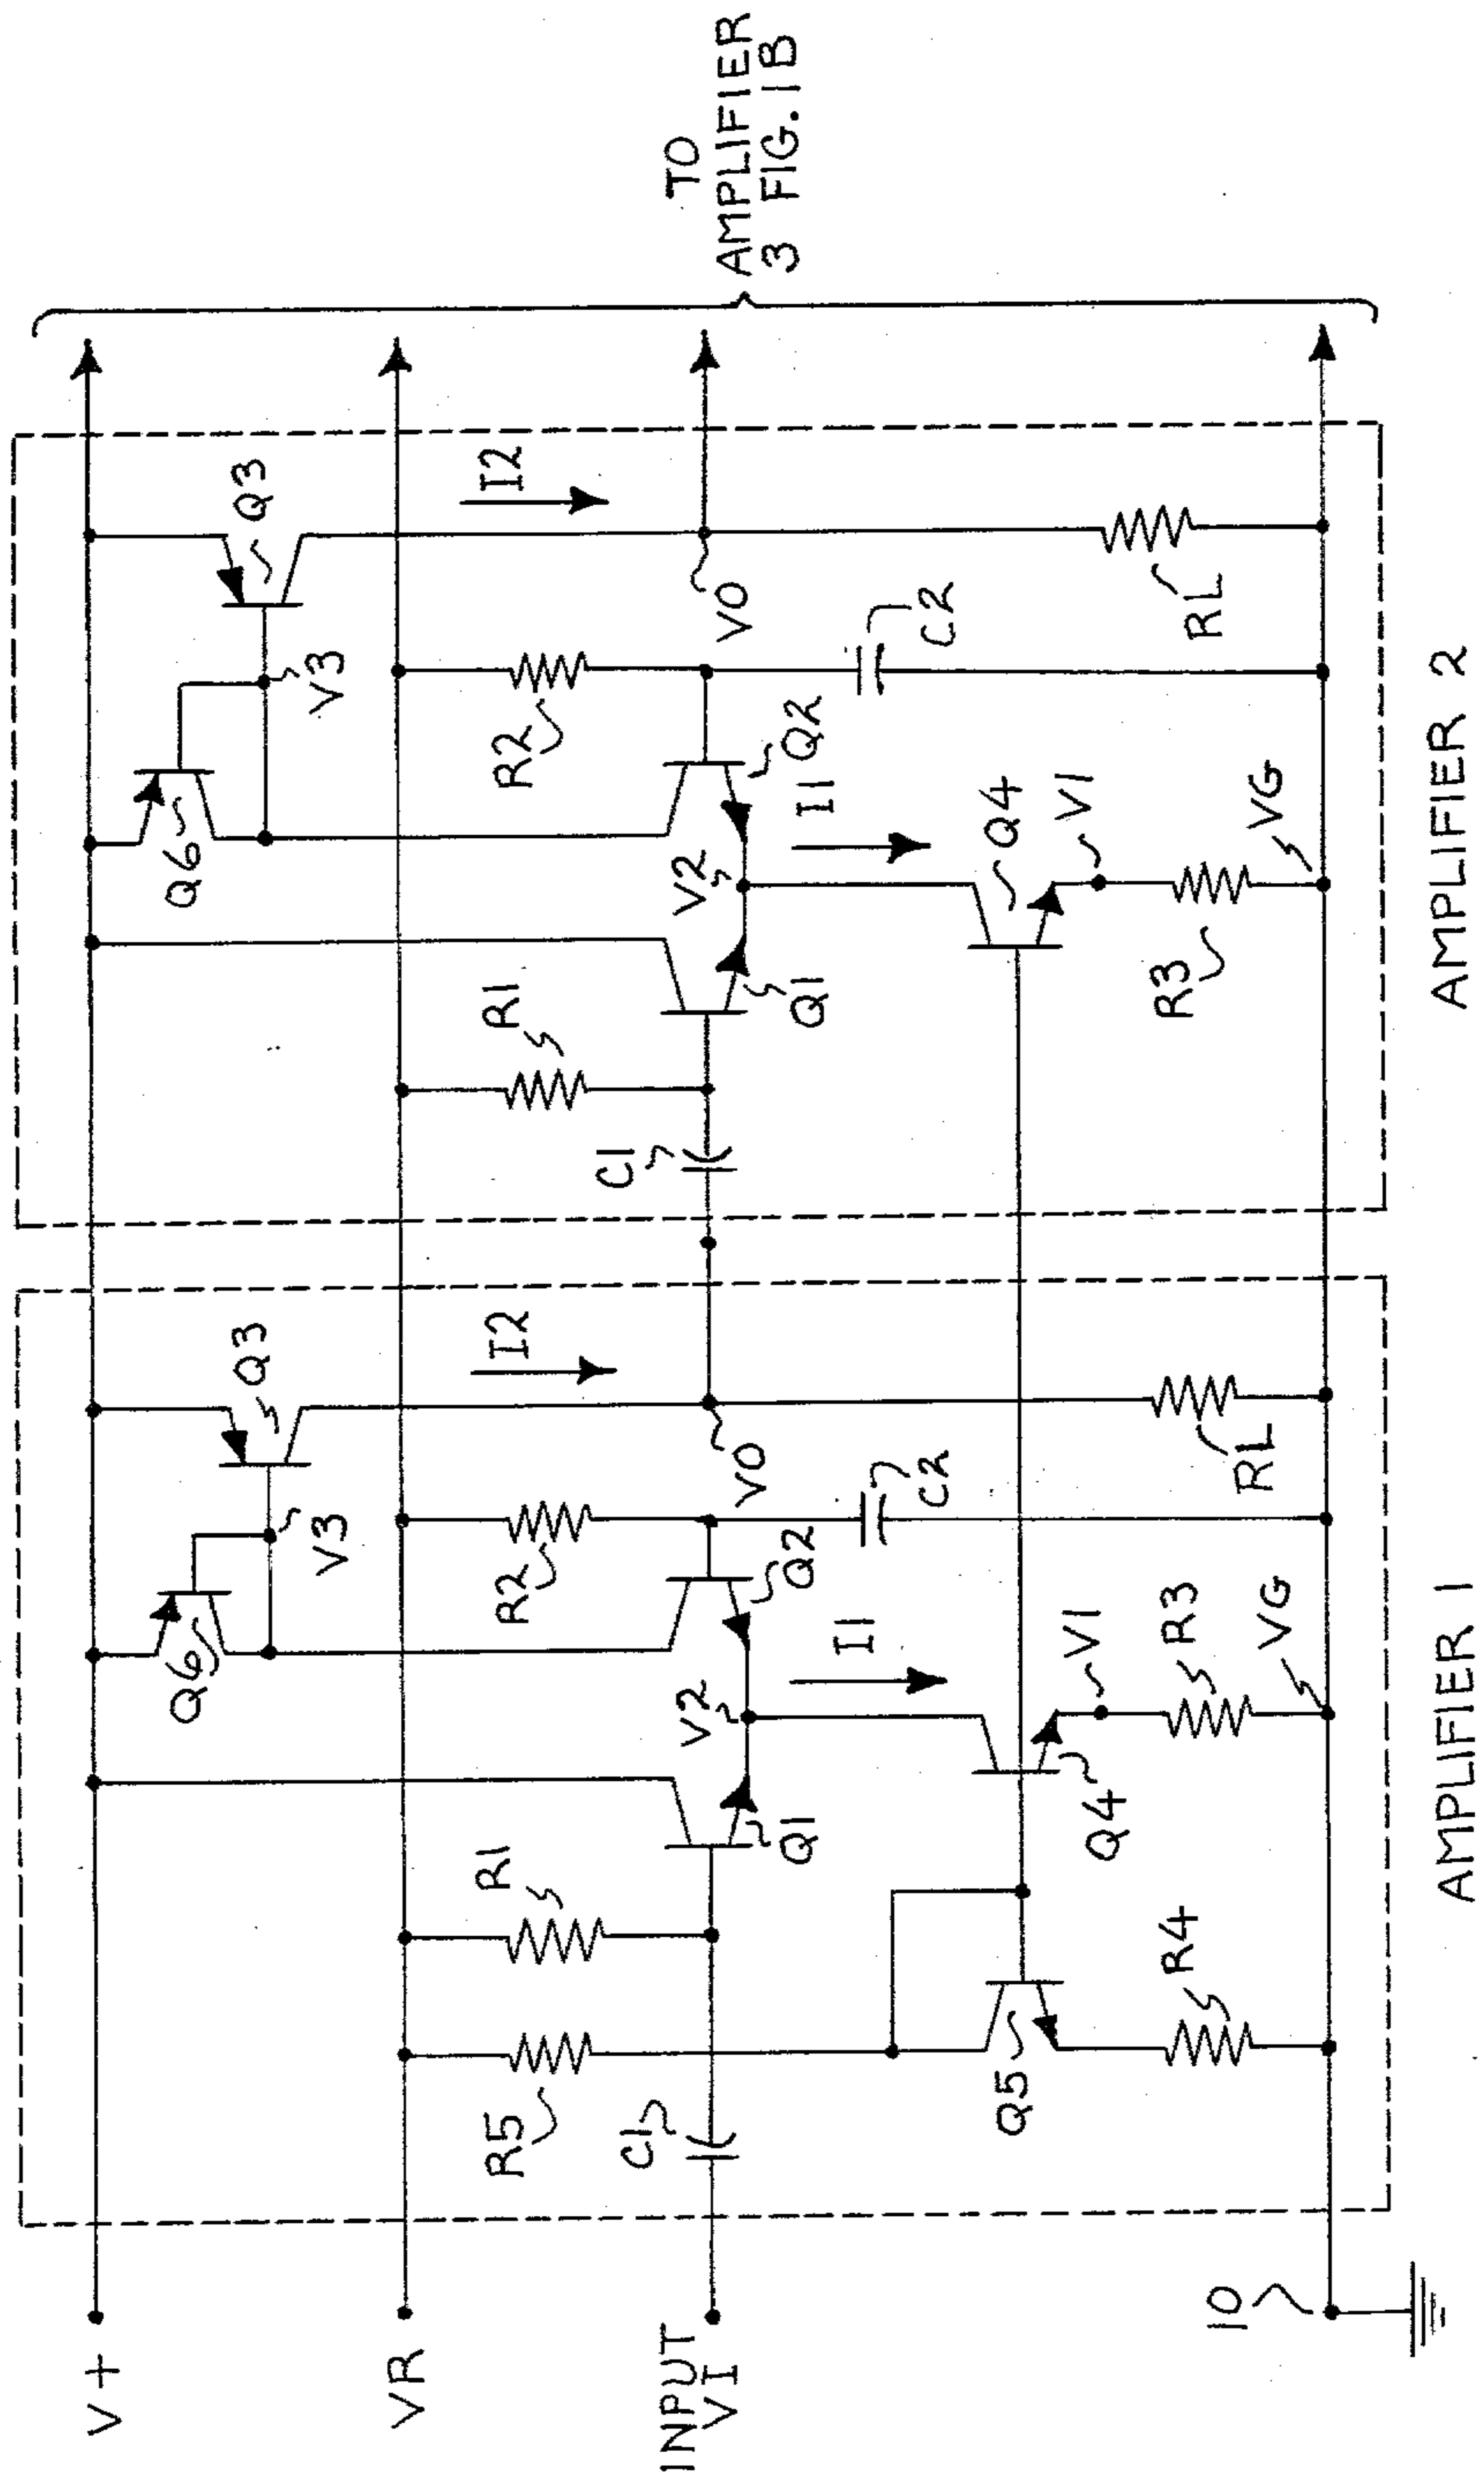 V+
VR
INPUT
VI
10
R5
C1
R1
Q5
R4
Q1
Q4
Q6
V2
I1
V1
R3
VG
V3
R2
Q2
Q3
I2
VO
C2
RL
AMPLIFIER 1
C1
R1
Q1
Q6
V2
I1
Q4
V1
R3
VG
V3
R2
Q2
Q3
I2
VO
C2
RL
AMPLIFIER 2
TO
AMPLIFIER
3 FIG. 1B